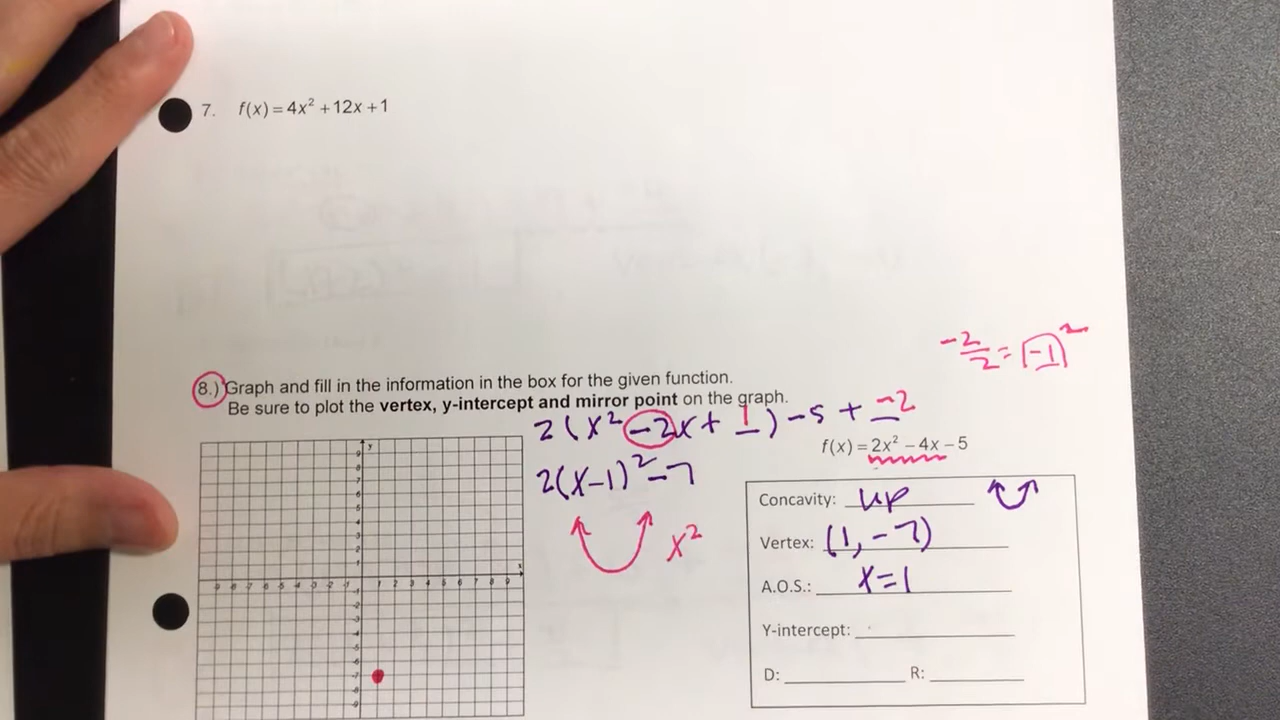 7. f(x) = 4x² + 12x + 1
-2/2 = -1²
8.) Graph and fill in the information in the box for the given function.
Be sure to plot the vertex, y-intercept and mirror point on the graph.
2(x² - 2x + 1) - 5 + -2
f(x) = 2x² - 4x - 5
2(x-1)² - 7
x²
Concavity: up
Vertex: (1, -7)
A.O.S.: x=1
Y-intercept:
D: R:
y
x